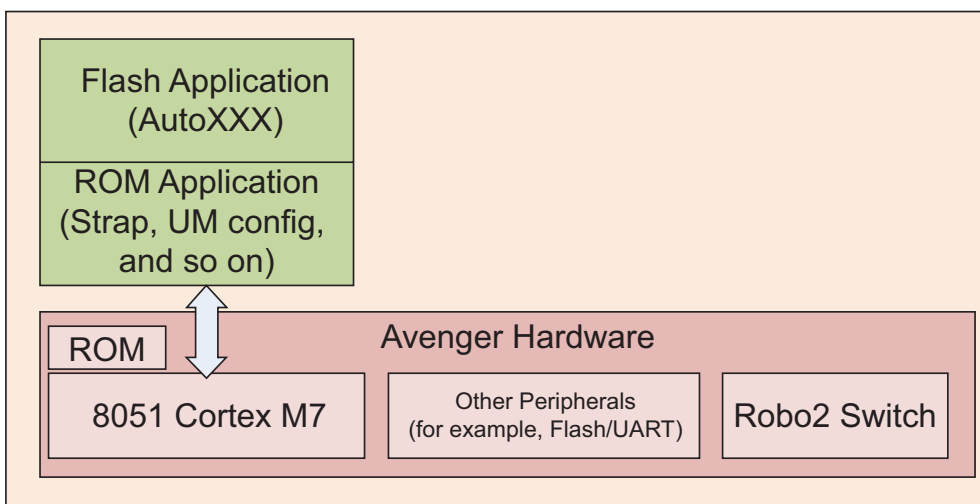 Flash Application
(AutoXXX)
ROM Application
(Strap, UM config,
and so on)
Avenger Hardware
ROM
8051 Cortex M7
Other Peripherals
(for example, Flash/UART)
Robo2 Switch